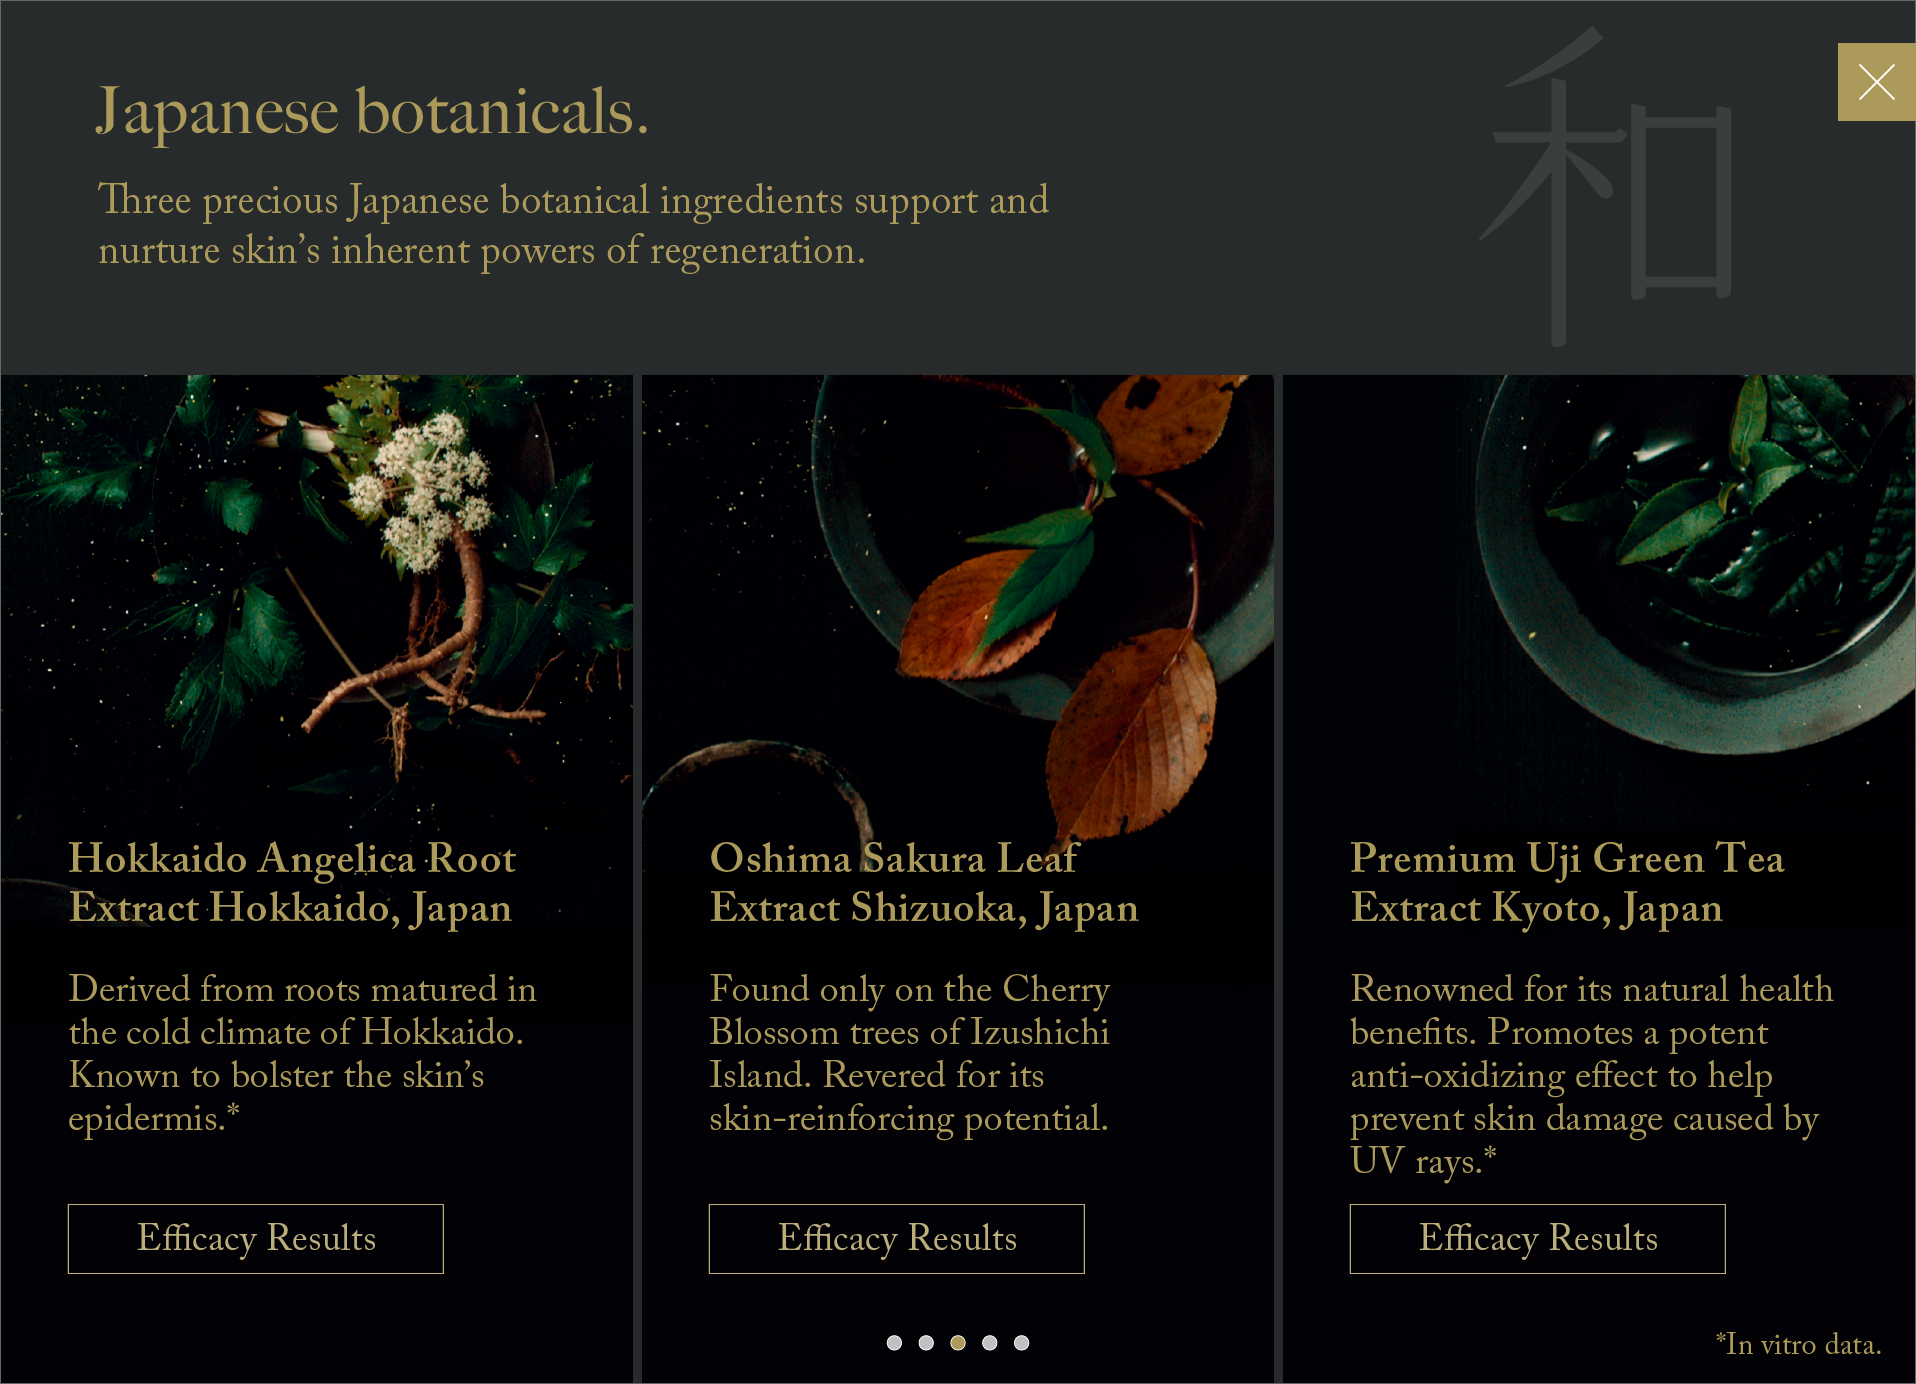 Japanese botanicals.
和
Three precious Japanese botanical ingredients support and
nurture skin’s inherent powers of regeneration.
Hokkaido Angelica Root
Extract Hokkaido, Japan
Derived from roots matured in
the cold climate of Hokkaido.
Known to bolster the skin’s
epidermis.*
Efficacy Results
Oshima Sakura Leaf
Extract Shizuoka, Japan
Found only on the Cherry
Blossom trees of Izushichi
Island. Revered for its
skin-reinforcing potential.
Efficacy Results
Premium Uji Green Tea
Extract Kyoto, Japan
Renowned for its natural health
benefits. Promotes a potent
anti-oxidizing effect to help
prevent skin damage caused by
UV rays.*
Efficacy Results
*In vitro data.